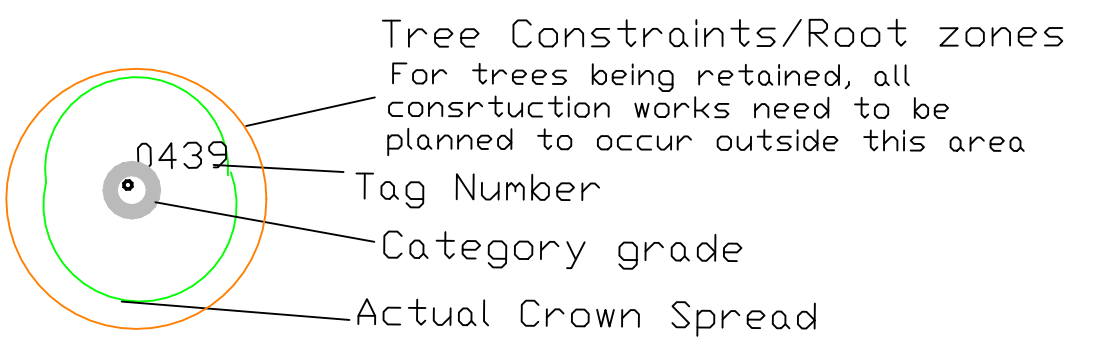 Tree Constraints/Root zones
For trees being retained, all
consrtuction works need to be
planned to occur outside this area
0439
Tag Number
Category grade
Actual Crown Spread